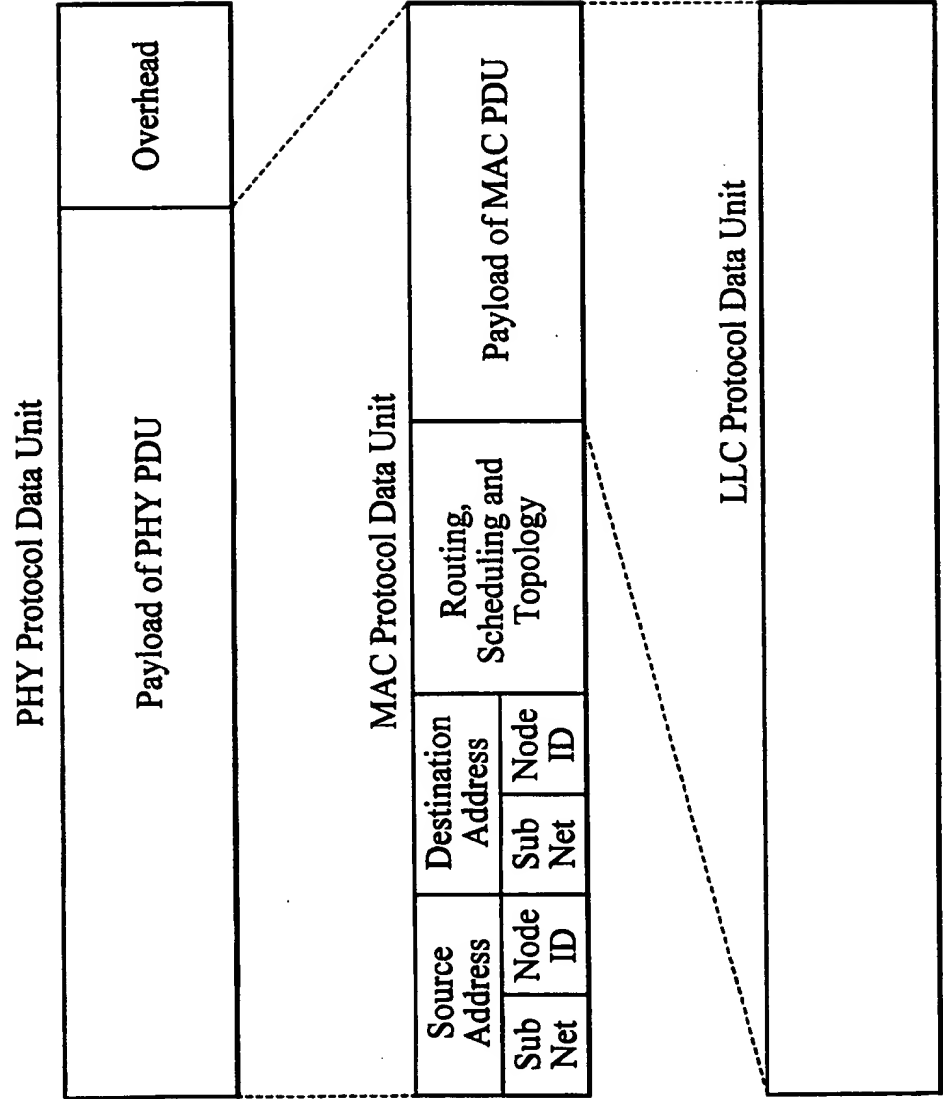 PHY Protocol Data Unit
Payload of PHY PDU
Overhead
MAC Protocol Data Unit
Source
Address
Sub
Net
Node
ID
Destination
Address
Sub
Net
Node
ID
Routing,
Scheduling and
Topology
Payload of MAC PDU
LLC Protocol Data Unit